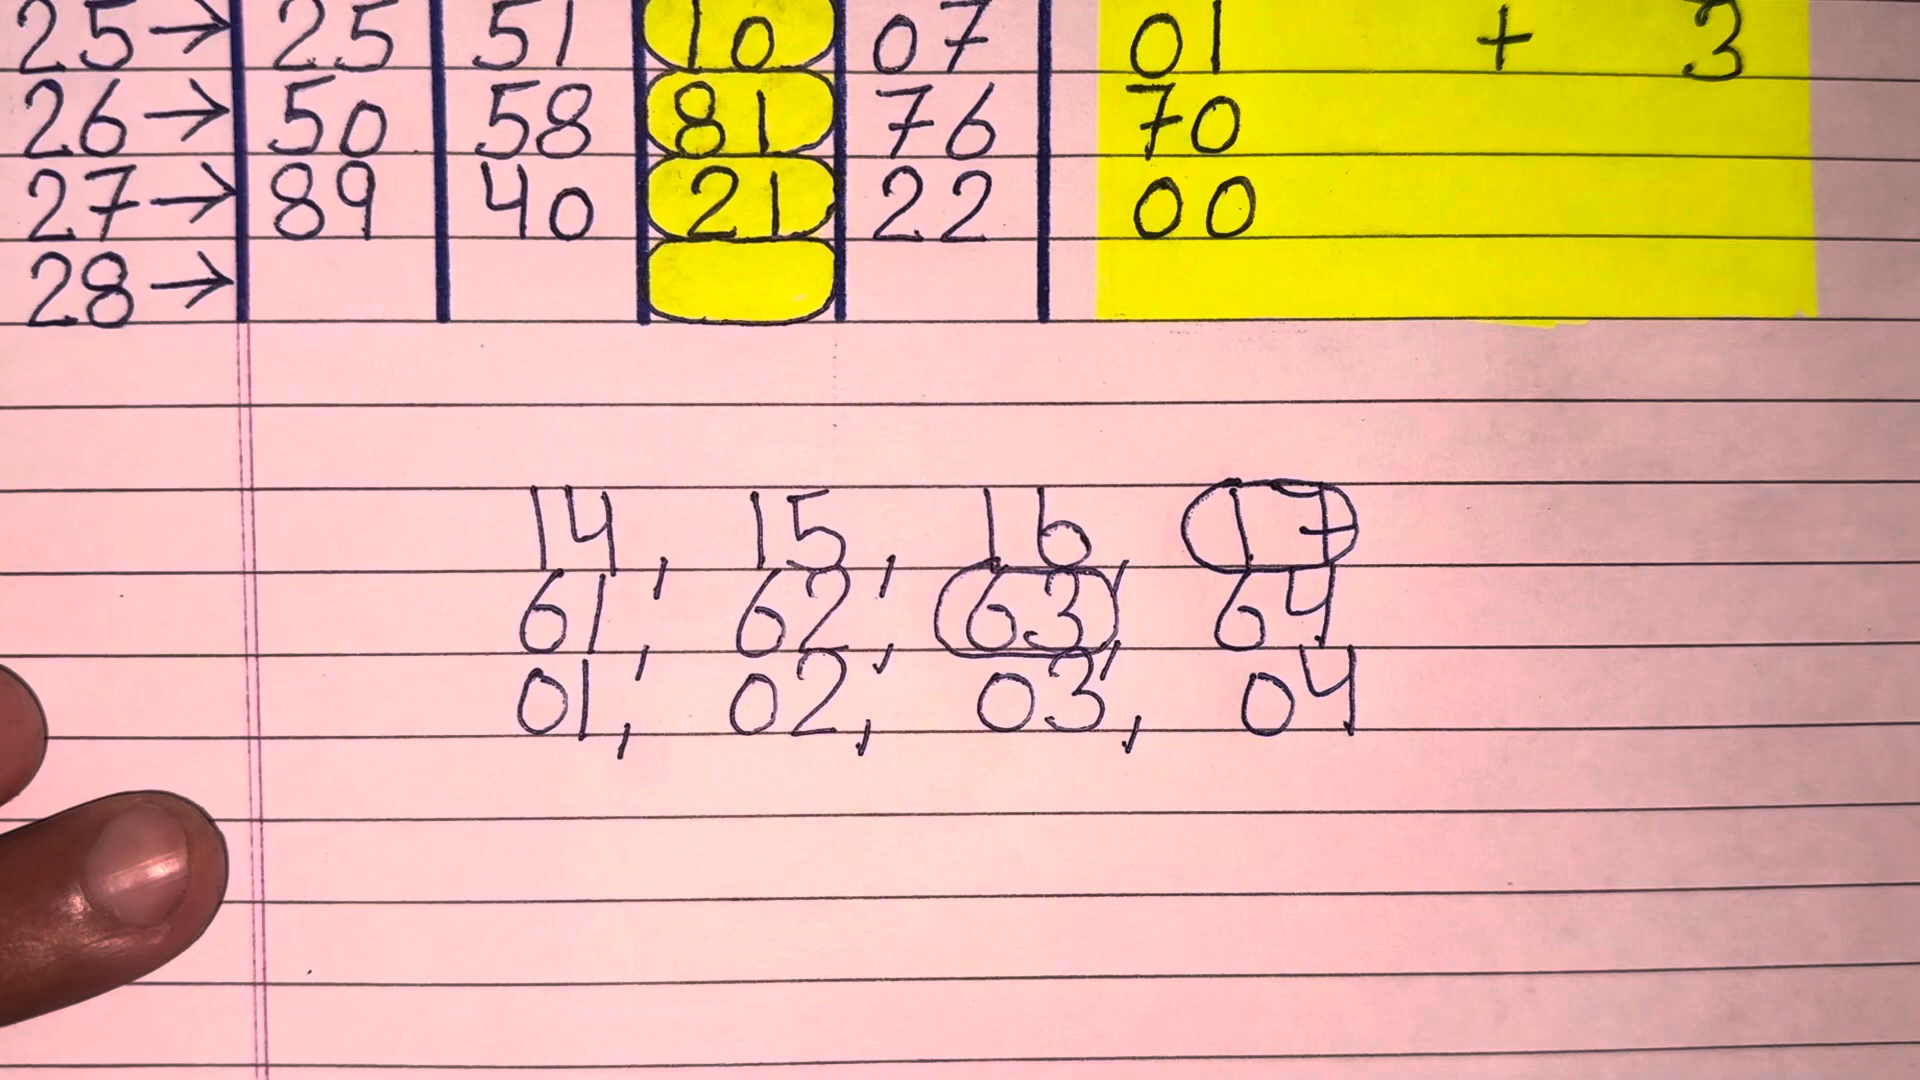 25→ 25 51 10 07 01 + 3
26→ 50 58 81 76 70
27→ 89 40 21 22 00
28→
14, 15, 16, 17
61, 62, 63, 64
01, 02, 03, 04